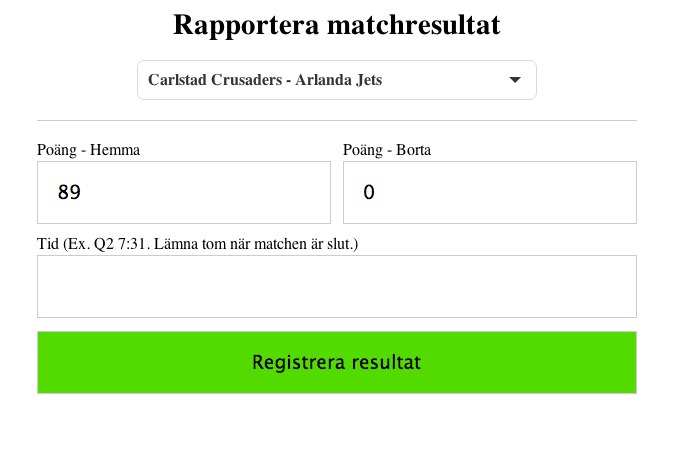 Rapportera matchresultat
Carlstad Crusaders - Arlanda Jets
Poäng - Hemma
Poäng - Borta
89
0
Tid (Ex. Q2 7:31. Lämna tom när matchen är slut.)
Registrera resultat